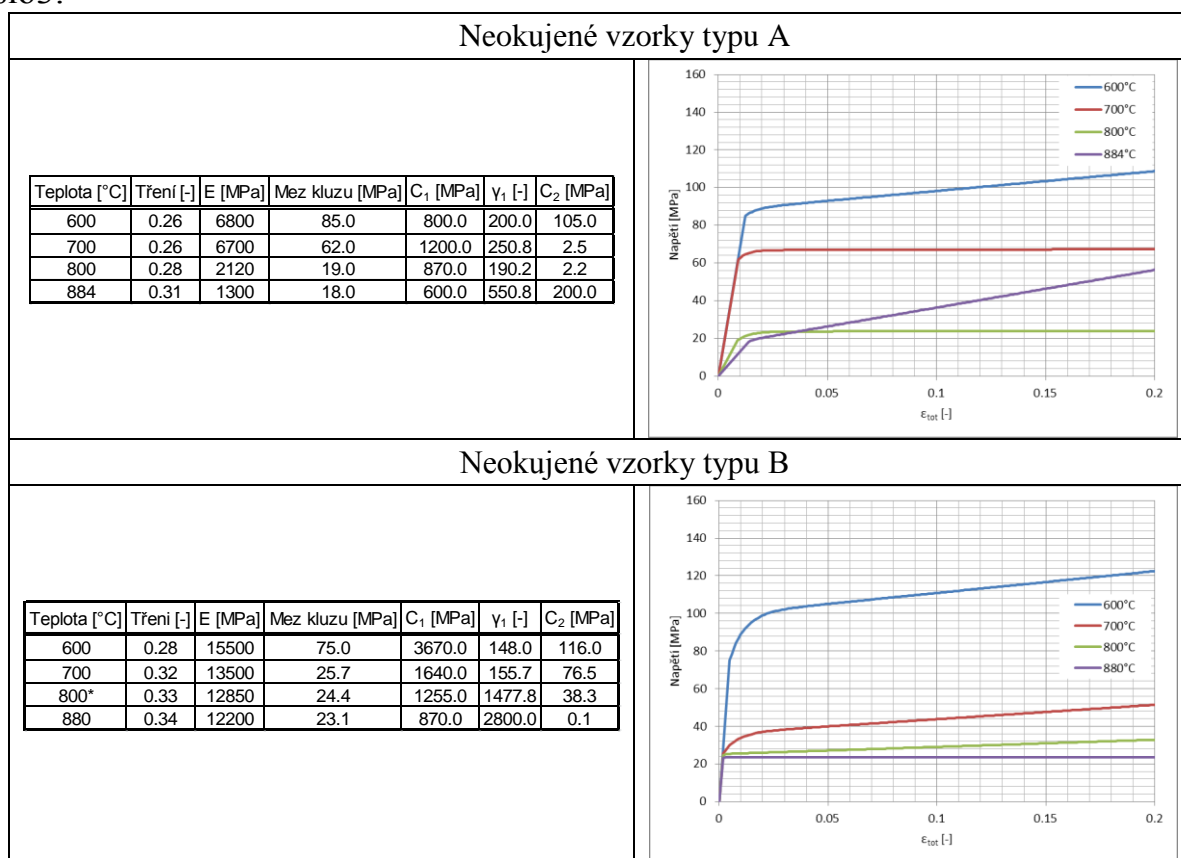 Neokujené vzorky typu A
Teplota [°C] Tření [-] E [MPa] Mez kluzu [MPa] C₁ [MPa] γ₁ [-] C₂ [MPa]
600 0.26 6800 85.0 800.0 200.0 105.0
700 0.26 6700 62.0 1200.0 250.8 2.5
800 0.28 2120 19.0 870.0 190.2 2.2
884 0.31 1300 18.0 600.0 550.8 200.0
160
140
120
100
80
60
40
20
0
Napětí [MPa]
600°C
700°C
800°C
884°C
0 0.05 0.1 0.15 0.2
εtot [-]
Neokujené vzorky typu B
Teplota [°C] Třeni [-] E [MPa] Mez kluzu [MPa] C₁ [MPa] γ₁ [-] C₂ [MPa]
600 0.28 15500 75.0 3670.0 148.0 116.0
700 0.32 13500 25.7 1640.0 155.7 76.5
800* 0.33 12850 24.4 1255.0 1477.8 38.3
880 0.34 12200 23.1 870.0 2800.0 0.1
160
140
120
100
80
60
40
20
0
Napětí [MPa]
600°C
700°C
800°C
880°C
0 0.05 0.1 0.15 0.2
εtot [-]